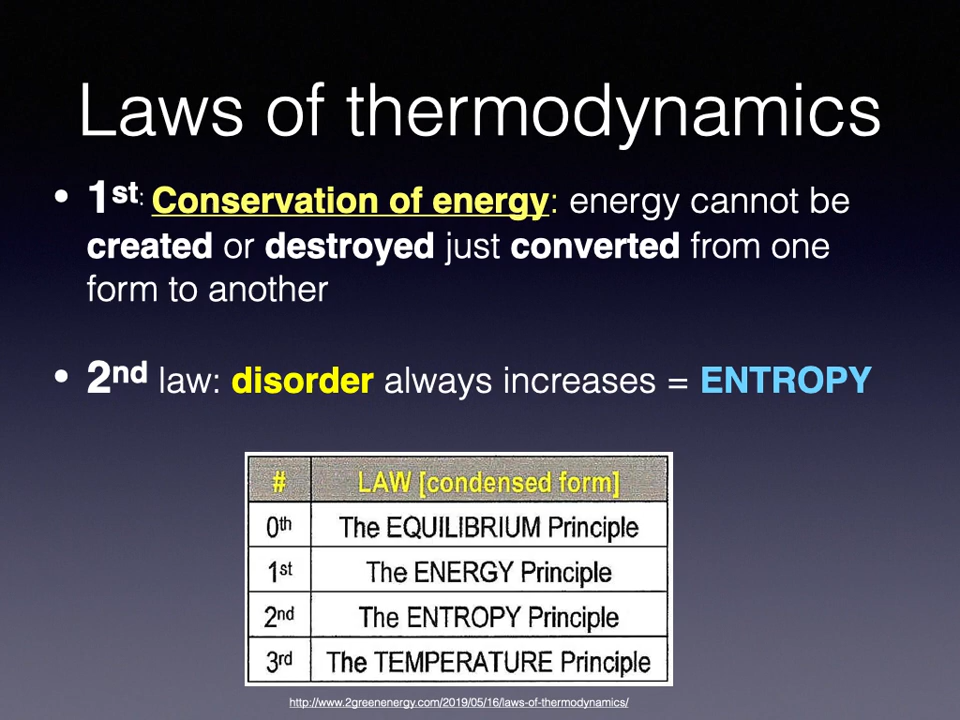 Laws of thermodynamics
• 1st: Conservation of energy: energy cannot be
created or destroyed just converted from one
form to another
• 2nd law: disorder always increases = ENTROPY
# LAW [condensed form]
0th The EQUILIBRIUM Principle
1st The ENERGY Principle
2nd The ENTROPY Principle
3rd The TEMPERATURE Principle
http://www.2greenenergy.com/2019/05/16/laws-of-thermodynamics/